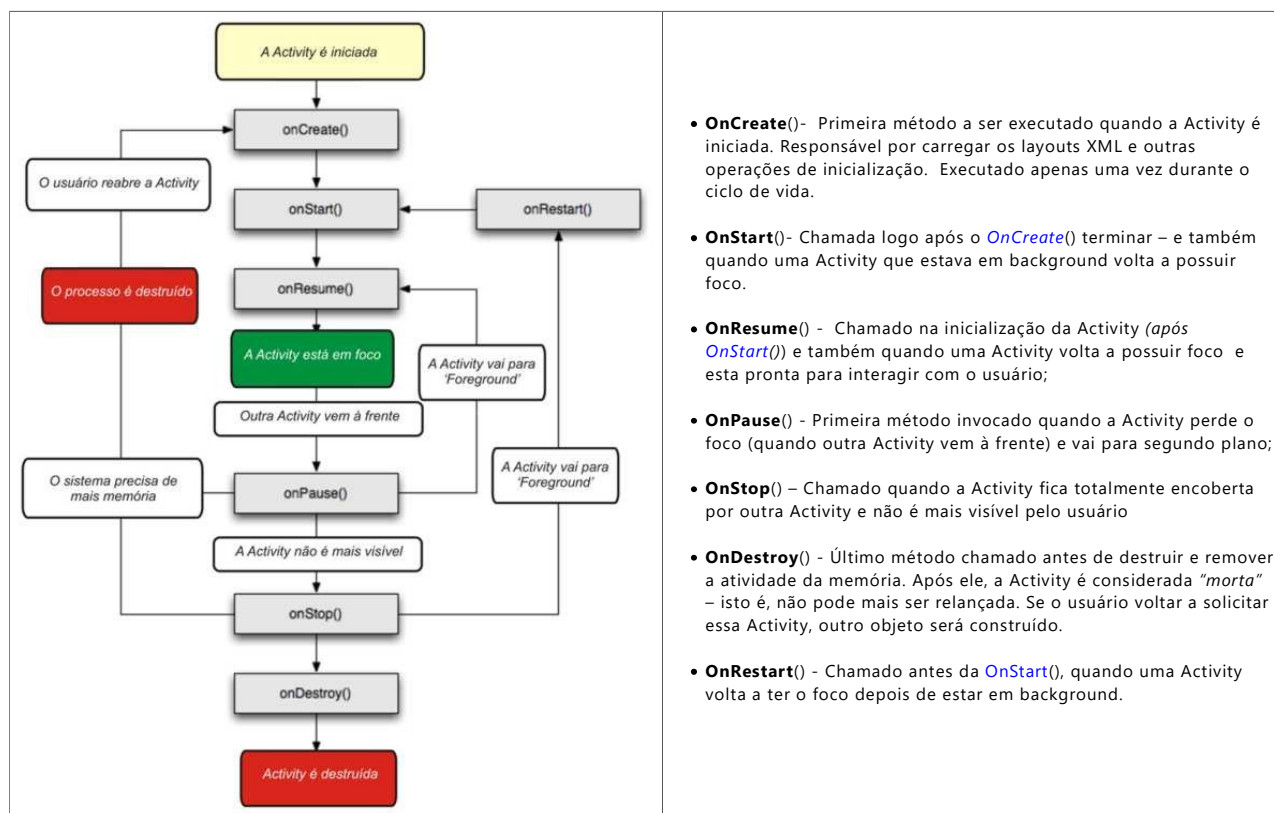 A Activity é iniciada
onCreate()
O usuário reabre a Activity
onStart()
onRestart()
O processo é destruído
onResume()
A Activity está em foco
A Activity vai para
'Foreground'
Outra Activity vem à frente
O sistema precisa de
mais memória
onPause()
A Activity vai para
'Foreground'
A Activity não é mais visível
onStop()
onDestroy()
Activity é destruída
• OnCreate()- Primeira método a ser executado quando a Activity é
iniciada. Responsável por carregar os layouts XML e outras
operações de inicialização. Executado apenas uma vez durante o
ciclo de vida.
• OnStart()- Chamada logo após o OnCreate() terminar – e também
quando uma Activity que estava em background volta a possuir
foco.
• OnResume() - Chamado na inicialização da Activity (após
OnStart()) e também quando uma Activity volta a possuir foco e
esta pronta para interagir com o usuário;
• OnPause() - Primeira método invocado quando a Activity perde o
foco (quando outra Activity vem à frente) e vai para segundo plano;
• OnStop() – Chamado quando a Activity fica totalmente encoberta
por outra Activity e não é mais visível pelo usuário
• OnDestroy() - Último método chamado antes de destruir e remover
a atividade da memória. Após ele, a Activity é considerada “morta”
– isto é, não pode mais ser relançada. Se o usuário voltar a solicitar
essa Activity, outro objeto será construído.
• OnRestart() - Chamado antes da OnStart(), quando uma Activity
volta a ter o foco depois de estar em background.